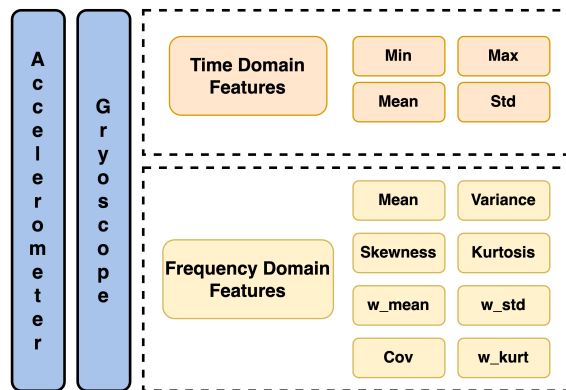 Accelerometer
Gryoscope
Time Domain
Features
Min
Max
Mean
Std
Frequency Domain
Features
Mean
Variance
Skewness
Kurtosis
w_mean
w_std
Cov
w_kurt